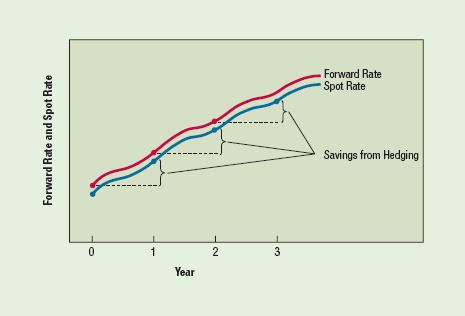 Forward Rate and Spot Rate
Forward Rate
Spot Rate
Savings from Hedging
0 1 2 3
Year